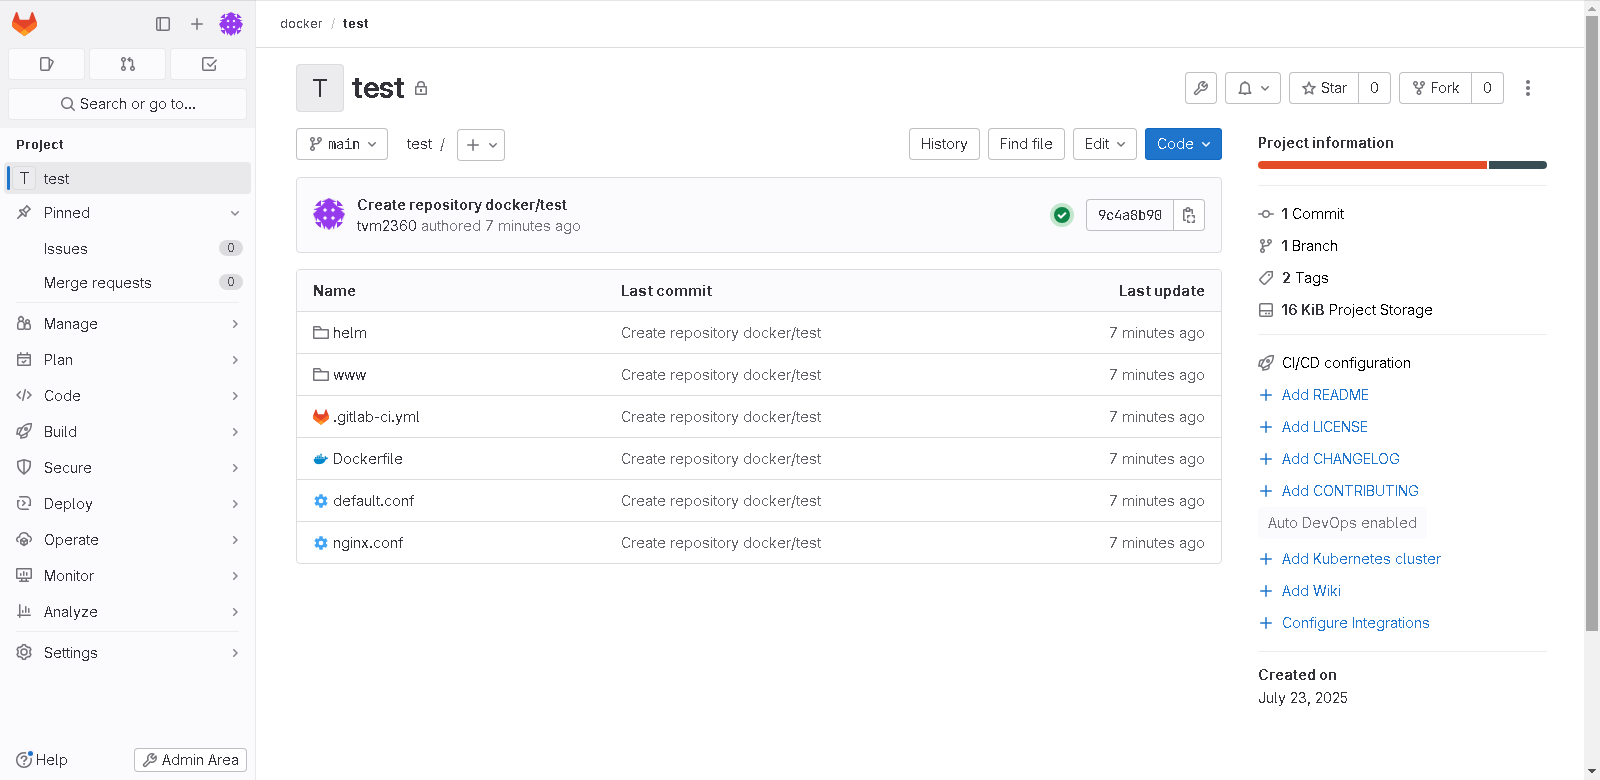 docker / test
Search or go to...
Project
T test
Pinned
Issues 0
Merge requests 0
Manage
Plan
Code
Build
Secure
Deploy
Operate
Monitor
Analyze
Settings
Help
Admin Area
T test
Star 0
Fork 0
main
test /
History
Find file
Edit
Code
Create repository docker/test
tvm2360 authored 7 minutes ago
9c4a8b90
Name Last commit Last update
helm Create repository docker/test 7 minutes ago
www Create repository docker/test 7 minutes ago
.gitlab-ci.yml Create repository docker/test 7 minutes ago
Dockerfile Create repository docker/test 7 minutes ago
default.conf Create repository docker/test 7 minutes ago
nginx.conf Create repository docker/test 7 minutes ago
Project information
1 Commit
1 Branch
2 Tags
16 KiB Project Storage
CI/CD configuration
Add README
Add LICENSE
Add CHANGELOG
Add CONTRIBUTING
Auto DevOps enabled
Add Kubernetes cluster
Add Wiki
Configure Integrations
Created on
July 23, 2025